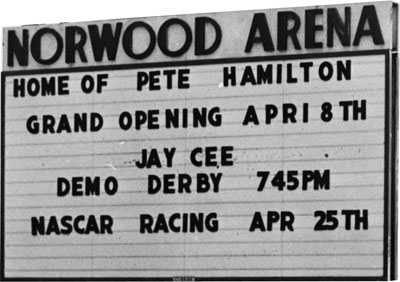 NORWOOD ARENA
HOME OF PETE HAMILTON
GRAND OPENING APRI 8TH
JAY CEE
DEMO DERBY 745PM
NASCAR RACING APR 25TH